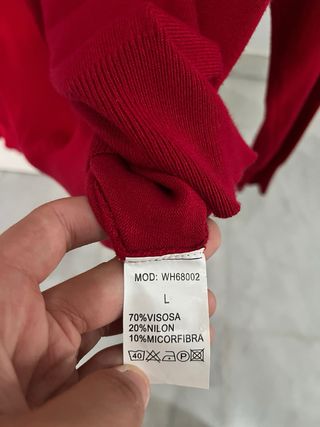 MOD: WH68002
L
70%VISOSA
20%NILON
10%MICORFIBRA
40 P